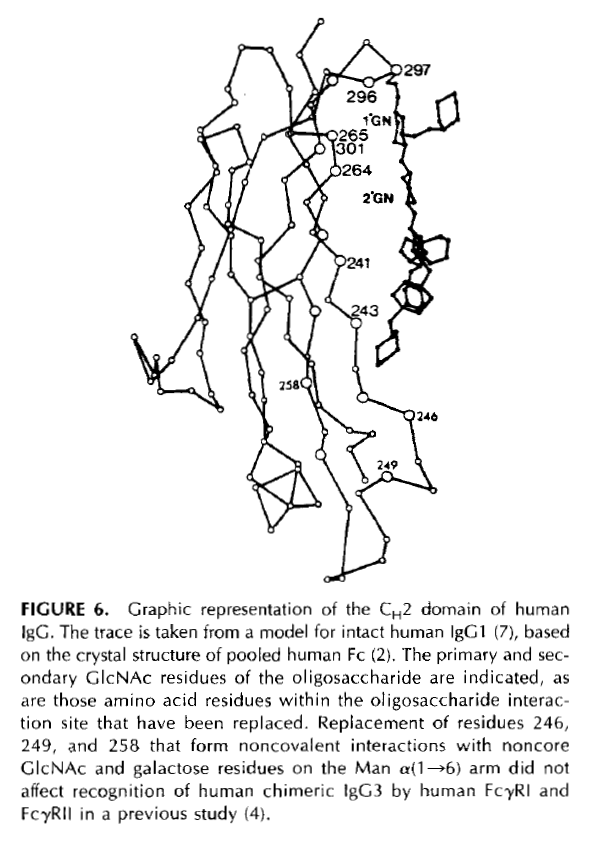 297
296
1°GN
265
301
264
2°GN
241
243
258
246
249
FIGURE 6. Graphic representation of the CH2 domain of human
IgG. The trace is taken from a model for intact human IgG1 (7), based
on the crystal structure of pooled human Fc (2). The primary and sec-
ondary GlcNAc residues of the oligosaccharide are indicated, as
are those amino acid residues within the oligosaccharide interac-
tion site that have been replaced. Replacement of residues 246,
249, and 258 that form noncovalent interactions with noncore
GlcNAc and galactose residues on the Man α(1→6) arm did not
affect recognition of human chimeric IgG3 by human FcγRI and
FcγRII in a previous study (4).